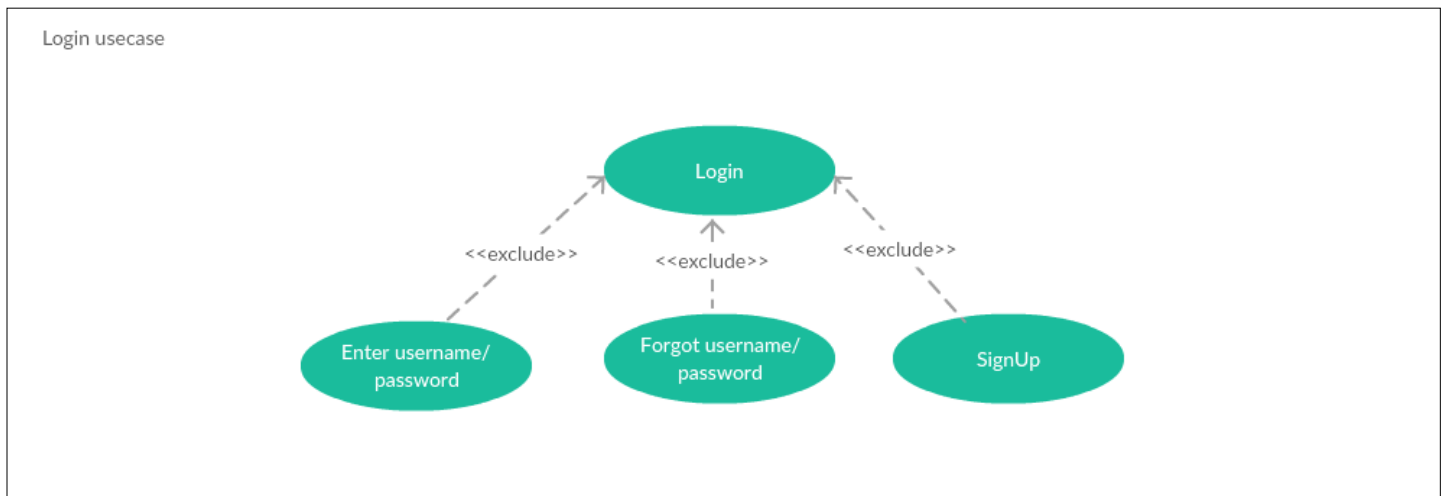 Login usecase
Login
<<exclude>>
<<exclude>>
<<exclude>>
Enter username/
password
Forgot username/
password
SignUp